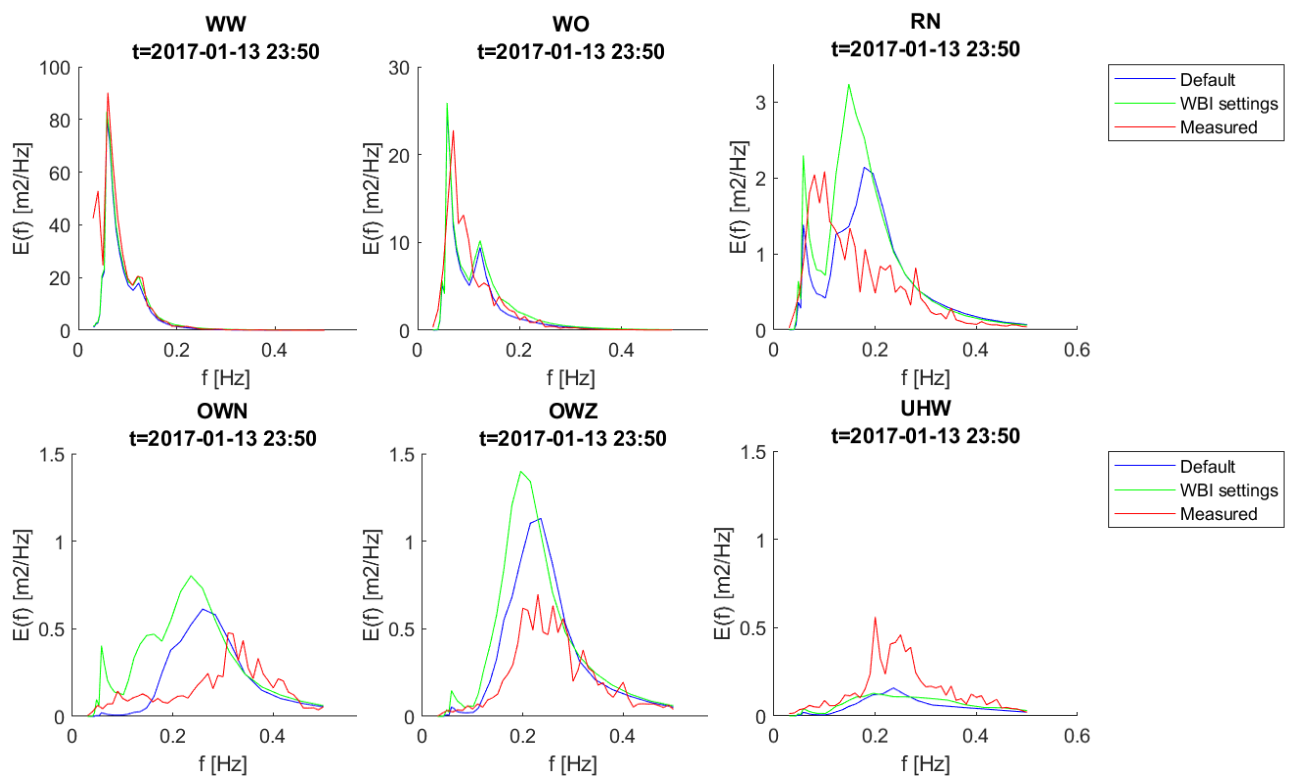 WW
t=2017-01-13 23:50
100
80
60
40
20
0
E(f) [m2/Hz]
0
0.2
0.4
f [Hz]
WO
t=2017-01-13 23:50
30
20
10
0
E(f) [m2/Hz]
0
0.2
0.4
f [Hz]
RN
t=2017-01-13 23:50
3
2
1
0
E(f) [m2/Hz]
0
0.2
0.4
0.6
f [Hz]
Default
WBI settings
Measured
OWN
t=2017-01-13 23:50
1.5
1
0.5
0
E(f) [m2/Hz]
0
0.2
0.4
f [Hz]
OWZ
t=2017-01-13 23:50
1.5
1
0.5
0
E(f) [m2/Hz]
0
0.2
0.4
f [Hz]
UHW
t=2017-01-13 23:50
1.5
1
0.5
0
E(f) [m2/Hz]
0
0.2
0.4
0.6
f [Hz]
Default
WBI settings
Measured